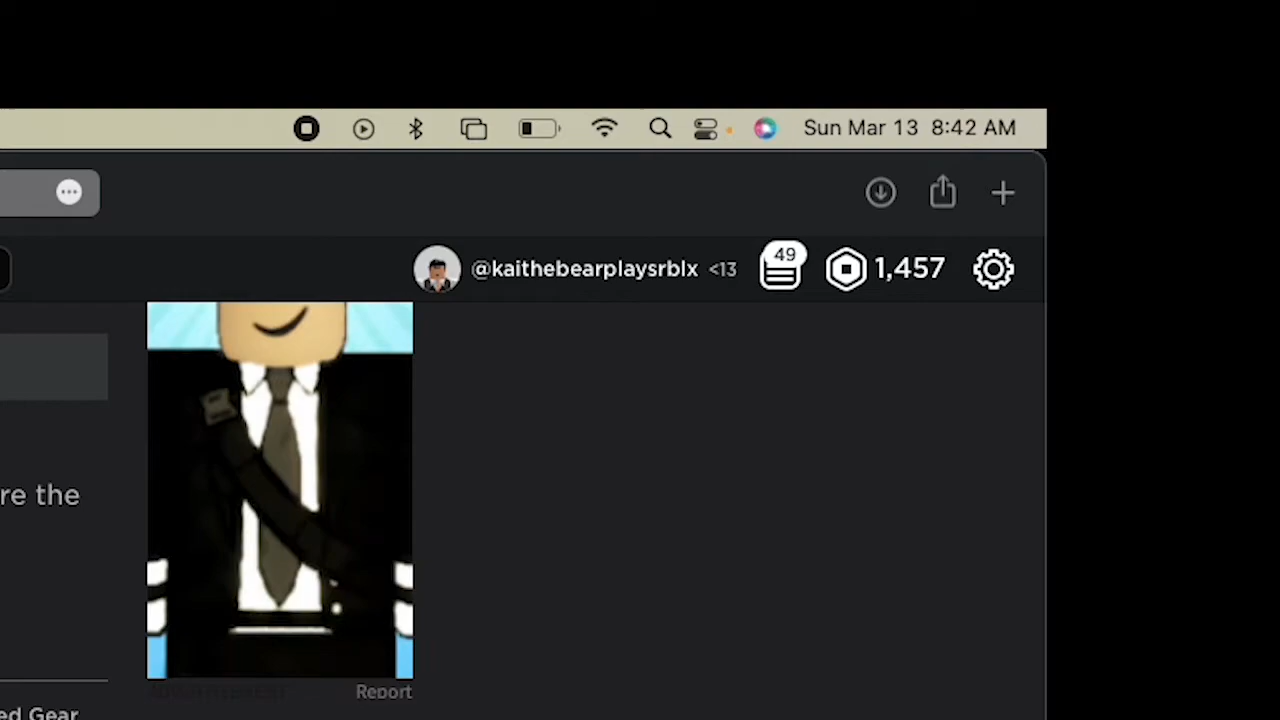 Sun Mar 13 8:42 AM
@kaithebearplaysrblx <13 49 1,457
re the
Report
ed Gear